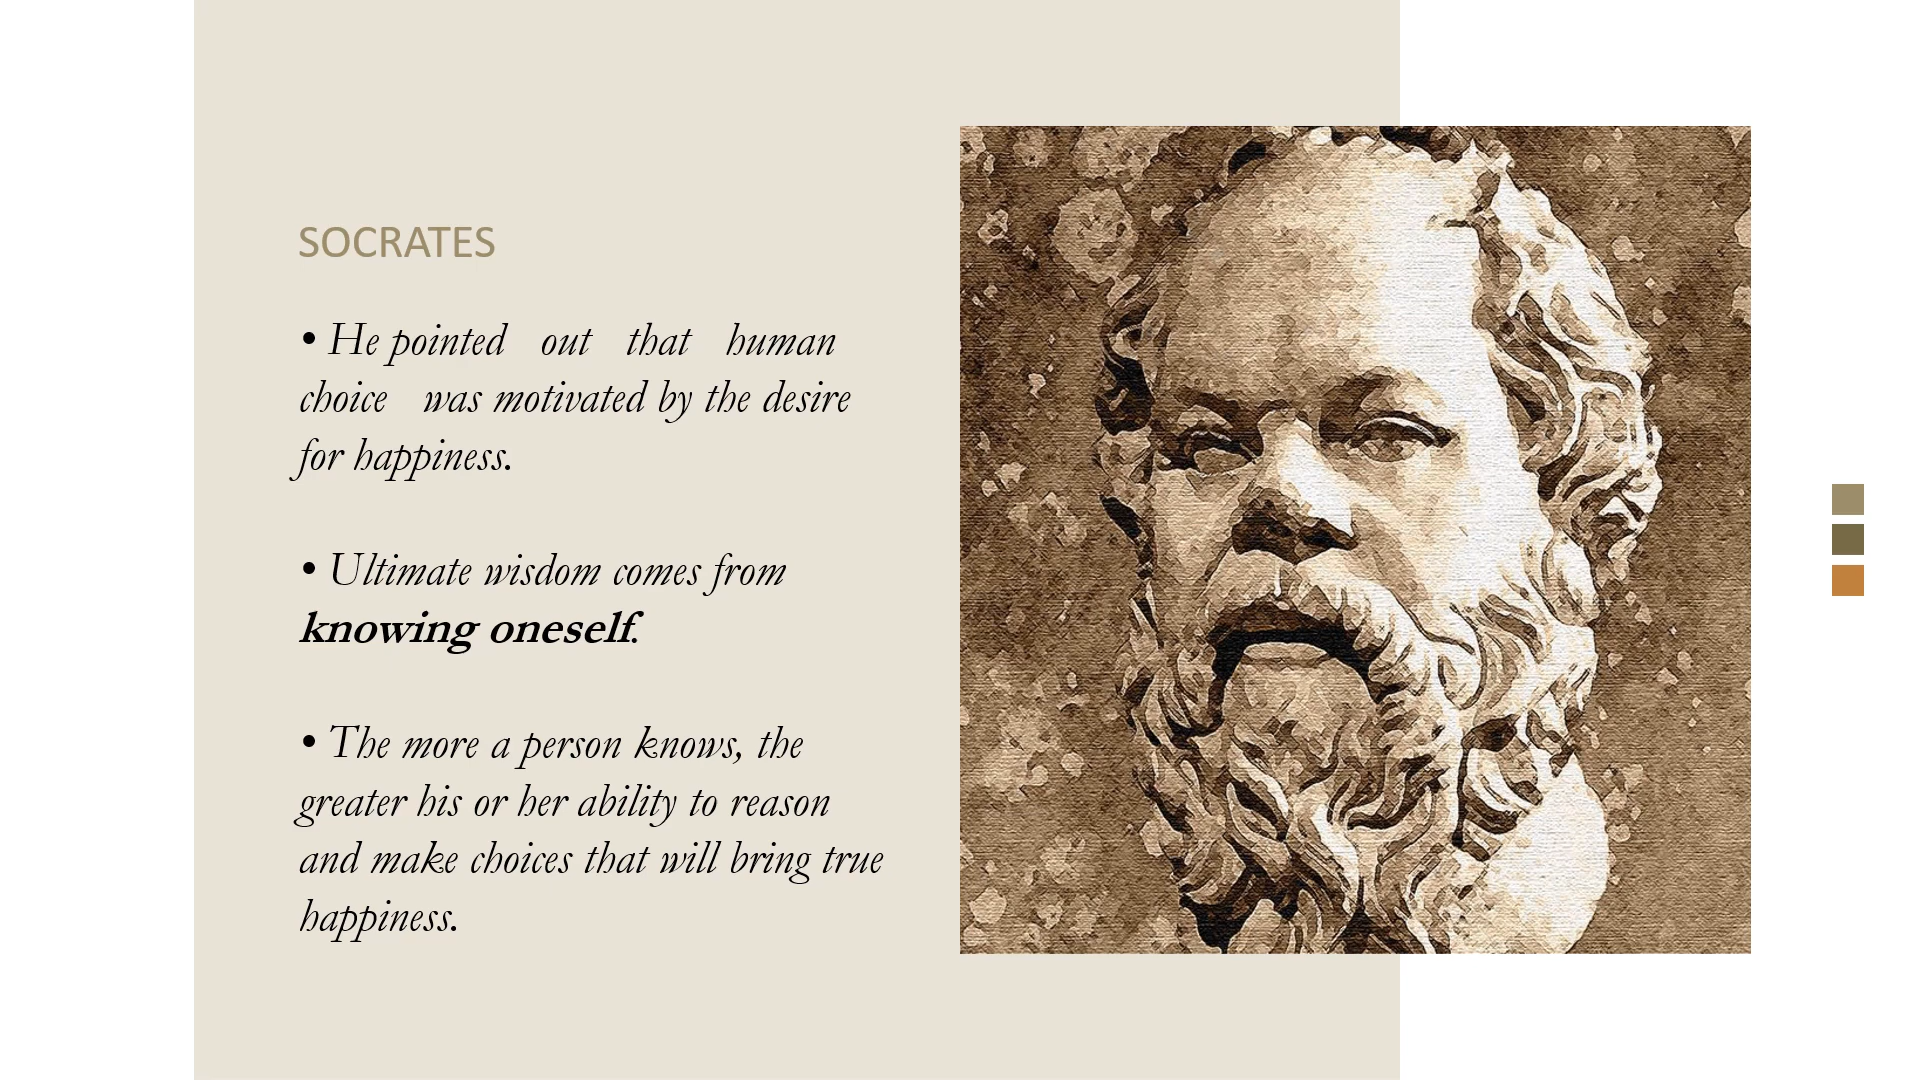 SOCRATES
• He pointed out that human
choice was motivated by the desire
for happiness.
• Ultimate wisdom comes from
knowing oneself.
• The more a person knows, the
greater his or her ability to reason
and make choices that will bring true
happiness.